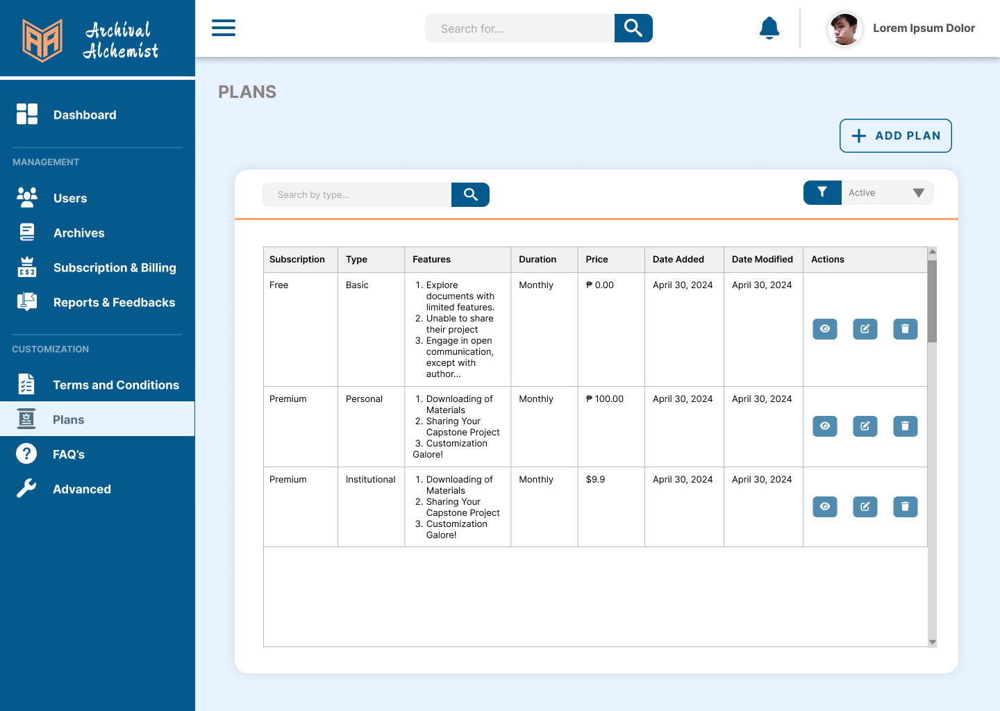 Archival
Alchemist
Search for...
Lorem Ipsum Dolor
Dashboard
MANAGEMENT
Users
Archives
Subscription & Billing
Reports & Feedbacks
CUSTOMIZATION
Terms and Conditions
Plans
FAQ's
Advanced
PLANS
ADD PLAN
Search by type...
Active
Subscription Type Features Duration Price Date Added Date Modified Actions
Free Basic 1. Explore Monthly ₱ 0.00 April 30, 2024 April 30, 2024
documents with
limited features.
2. Unable to share
their project
3. Engage in open
communication,
except with
author...
Premium Personal 1. Downloading of Monthly ₱ 100.00 April 30, 2024 April 30, 2024
Materials
2. Sharing Your
Capstone Project
3. Customization
Galore!
Premium Institutional 1. Downloading of Monthly $9.9 April 30, 2024 April 30, 2024
Materials
2. Sharing Your
Capstone Project
3. Customization
Galore!